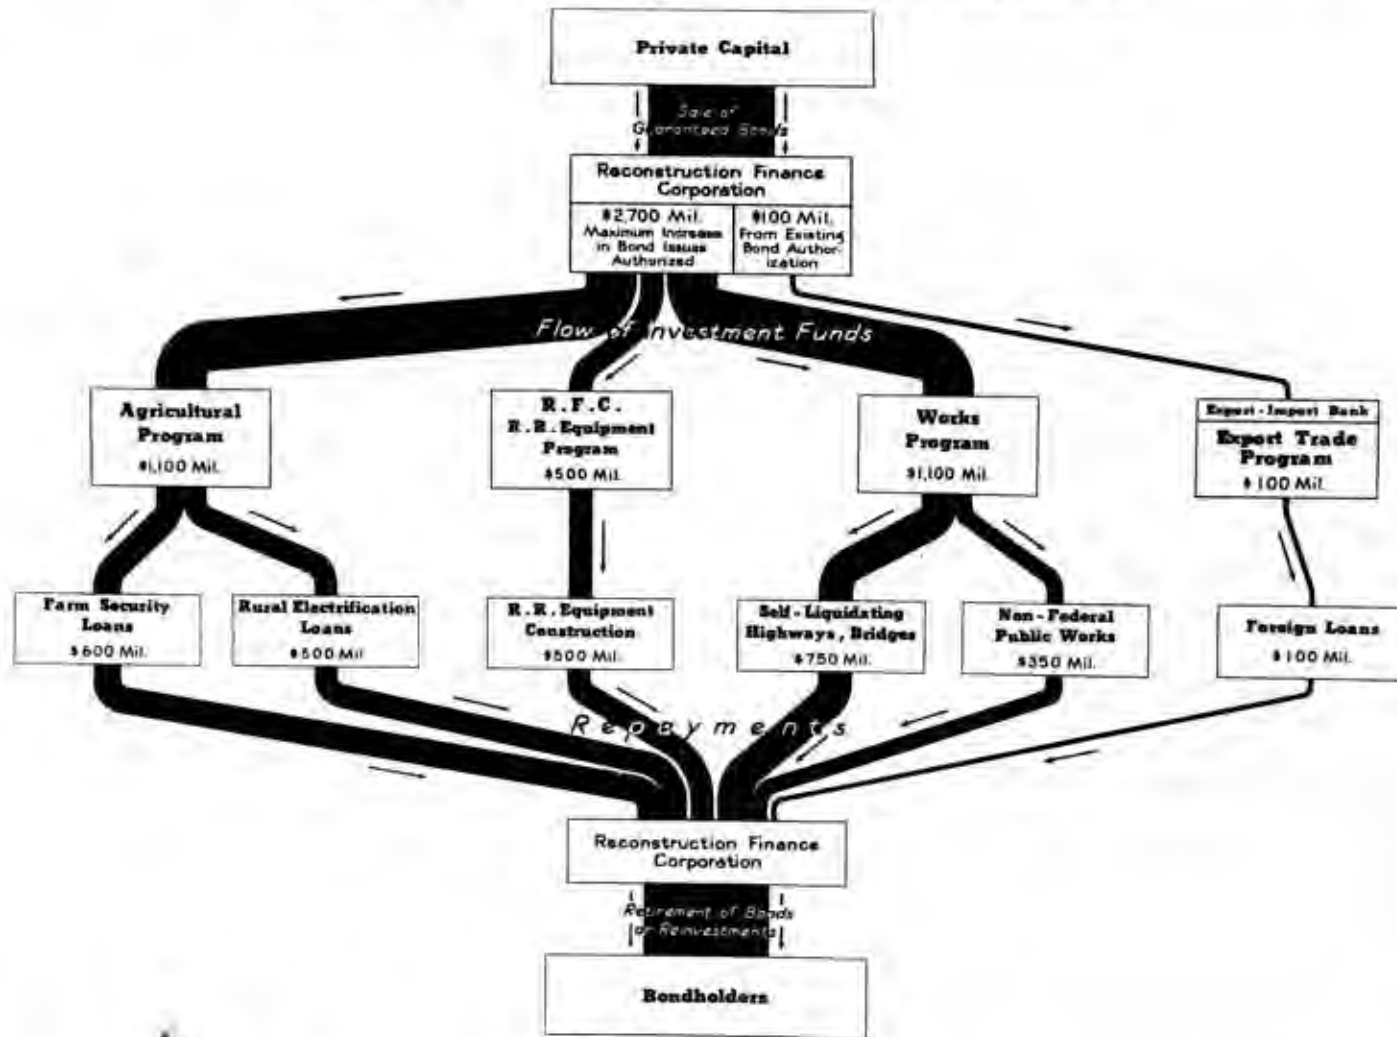 Private Capital
Sale of
Guaranteed Bonds
Reconstruction Finance
Corporation
$2,700 Mil.
Maximum Increase
in Bond Issues
Authorized
$100 Mil.
From Existing
Bond Author-
ization
Flow of Investment Funds
Agricultural
Program
$1,100 Mil.
R.F.C.
R.R. Equipment
Program
$500 Mil.
Works
Program
$1,100 Mil.
Export-Import Bank
Export Trade
Program
$100 Mil.
Farm Security
Loans
$600 Mil.
Rural Electrification
Loans
$500 Mil
R.R. Equipment
Construction
$500 Mil.
Self-Liquidating
Highways, Bridges
$750 Mil.
Non-Federal
Public Works
$350 Mil.
Foreign Loans
$100 Mil.
Repayments
Reconstruction Finance
Corporation
Retirement of Bonds
or Reinvestments
Bondholders